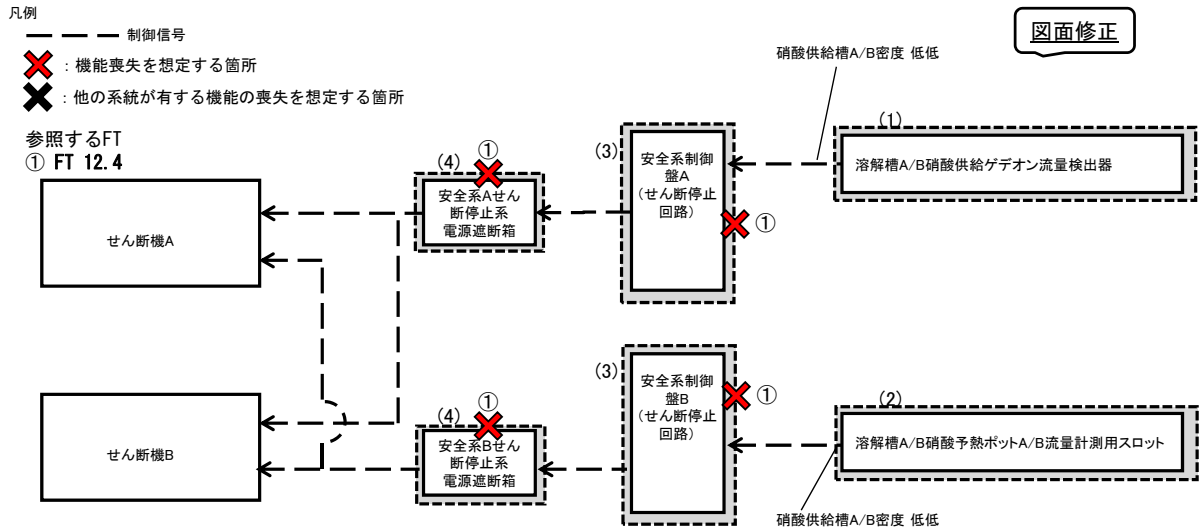 凡例
制御信号
：機能喪失を想定する箇所
：他の系統が有する機能の喪失を想定する箇所
図面修正
参照するFT
① FT 12.4
硝酸供給槽A/B密度 低低
(1)
溶解槽A/B硝酸供給ゲデオン流量検出器
(3)
安全系制御
盤A
(せん断停止
回路)
①
(4)
①
安全系Aせん
断停止系
電源遮断箱
せん断機A
(3)
安全系制御
盤B
(せん断停止
回路)
①
(4)
①
安全系Bせん
断停止系
電源遮断箱
せん断機B
(2)
溶解槽A/B硝酸予熱ポットA/B流量計測用スロット
硝酸供給槽A/B密度 低低